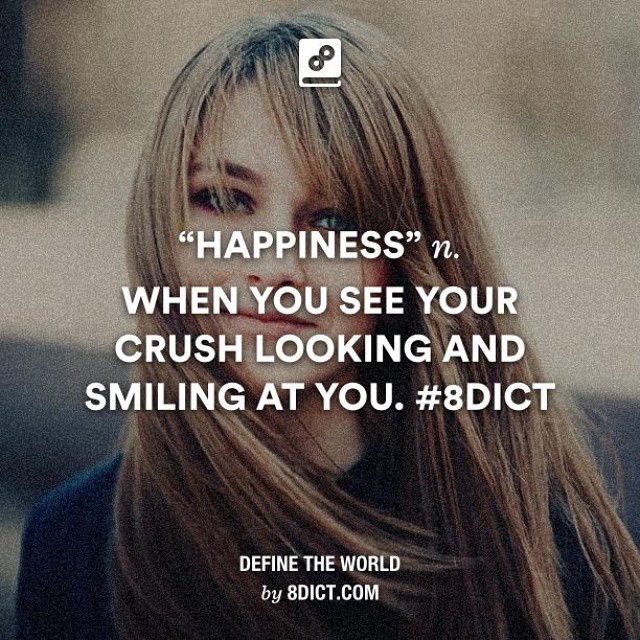 “HAPPINESS” n.
WHEN YOU SEE YOUR
CRUSH LOOKING AND
SMILING AT YOU. #8DICT
DEFINE THE WORLD
by 8DICT.COM